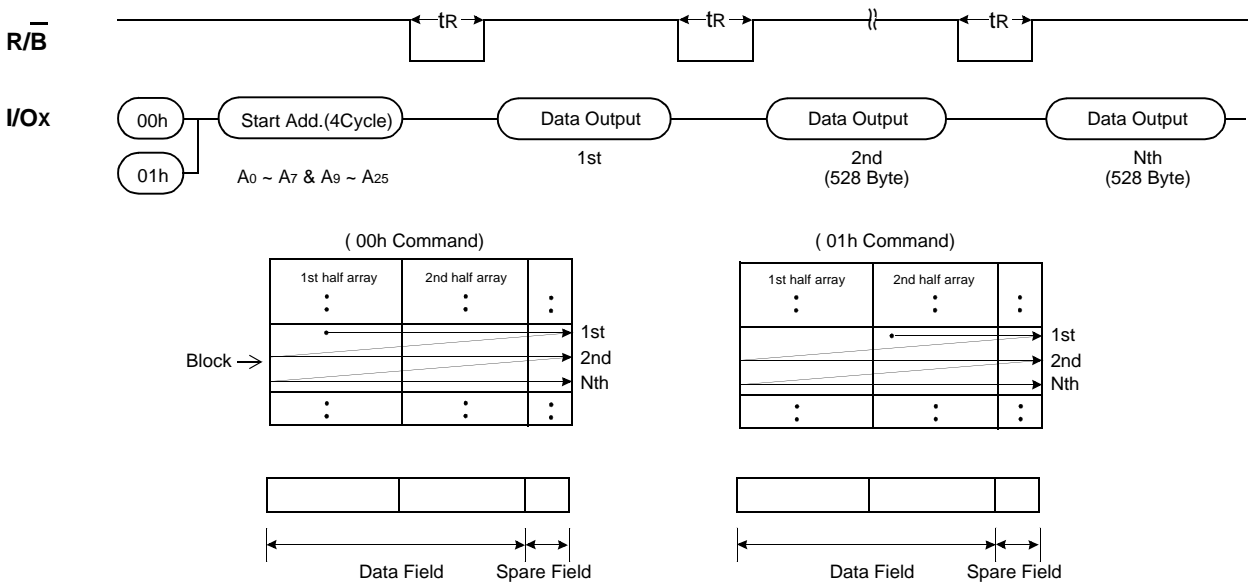 R/B tR tR tR
I/Ox 00h Start Add.(4Cycle) Data Output Data Output Data Output
01h A0 ~ A7 & A9 ~ A25 1st 2nd Nth
(528 Byte) (528 Byte)
( 00h Command) ( 01h Command)
1st half array 2nd half array 1st half array 2nd half array
1st 1st
Block 2nd 2nd
Nth Nth
Data Field Spare Field Data Field Spare Field